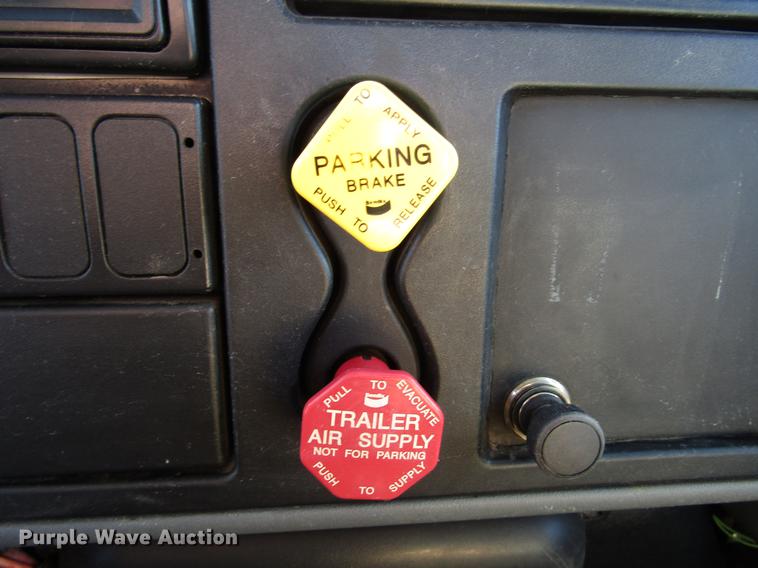 PULL TO APPLY
PARKING
BRAKE
PUSH TO RELEASE
PULL TO EVACUATE
TRAILER
AIR SUPPLY
NOT FOR PARKING
PUSH TO SUPPLY
Purple Wave Auction